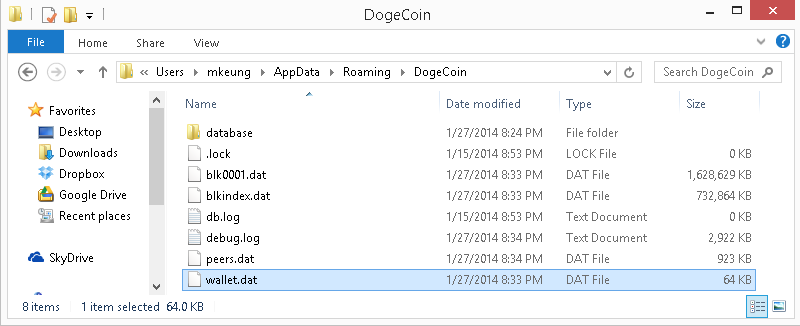 DogeCoin
File Home Share View
« Users ▸ mkeung ▸ AppData ▸ Roaming ▸ DogeCoin Search DogeCoin
Favorites
Desktop
Downloads
Dropbox
Google Drive
Recent places
SkyDrive
Name Date modified Type Size
database 1/27/2014 8:24 PM File folder
.lock 1/15/2014 8:53 PM LOCK File 0 KB
blk0001.dat 1/27/2014 8:33 PM DAT File 1,628,629 KB
blkindex.dat 1/27/2014 8:33 PM DAT File 732,864 KB
db.log 1/15/2014 8:53 PM Text Document 0 KB
debug.log 1/27/2014 8:34 PM Text Document 2,922 KB
peers.dat 1/27/2014 8:34 PM DAT File 923 KB
wallet.dat 1/27/2014 8:33 PM DAT File 64 KB
8 items 1 item selected 64.0 KB